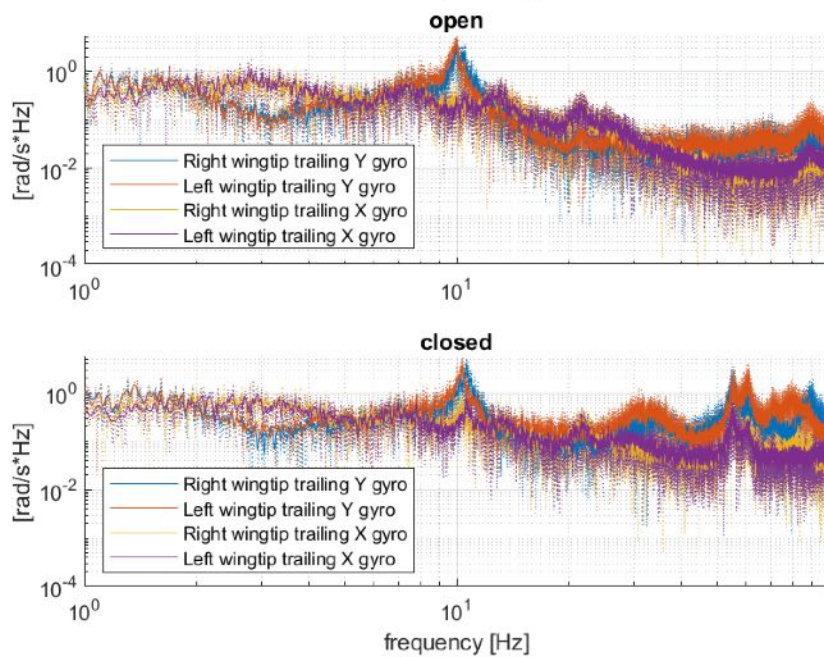 open
10^0
10^-2
10^-4
[rad/s*Hz]
Right wingtip trailing Y gyro
Left wingtip trailing Y gyro
Right wingtip trailing X gyro
Left wingtip trailing X gyro
10^0
10^1
closed
10^0
10^-2
10^-4
[rad/s*Hz]
Right wingtip trailing Y gyro
Left wingtip trailing Y gyro
Right wingtip trailing X gyro
Left wingtip trailing X gyro
10^0
10^1
frequency [Hz]